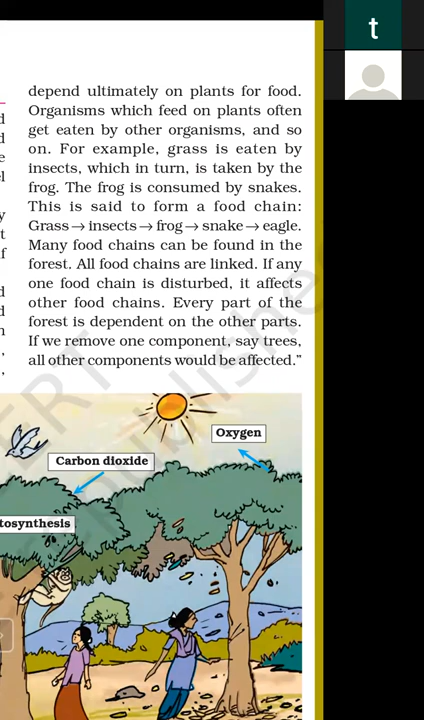 t
depend ultimately on plants for food.
Organisms which feed on plants often
get eaten by other organisms, and so
on. For example, grass is eaten by
insects, which in turn, is taken by the
frog. The frog is consumed by snakes.
This is said to form a food chain:
Grass→insects→frog→snake→eagle.
Many food chains can be found in the
forest. All food chains are linked. If any
one food chain is disturbed, it affects
other food chains. Every part of the
forest is dependent on the other parts.
If we remove one component, say trees,
all other components would be affected."
Oxygen
Carbon dioxide
tosynthesis